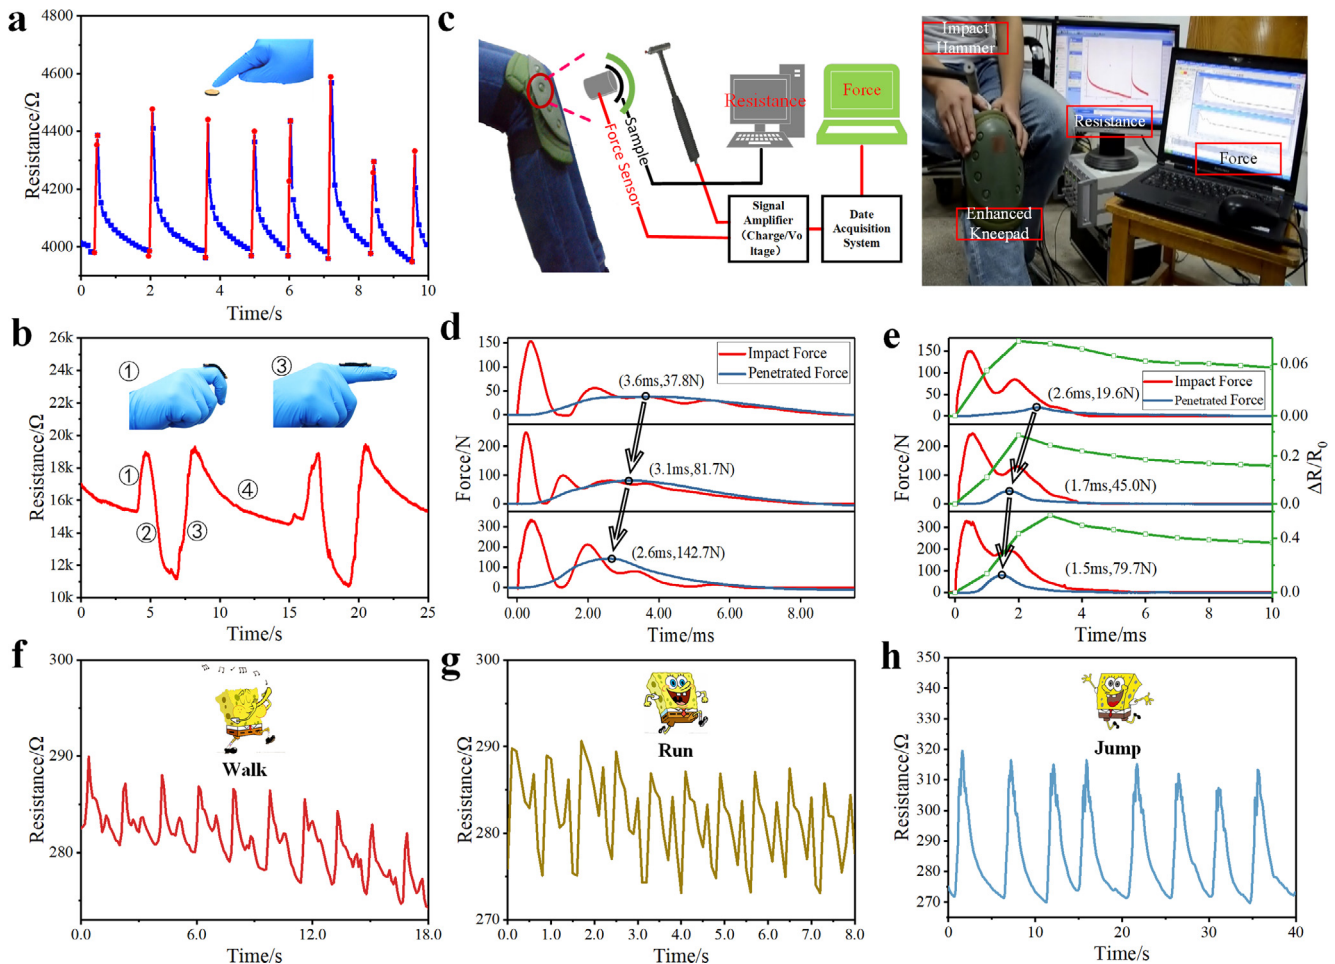 a
4800
4600
4400
4200
4000
Resistance/Ω
0
2
4
6
8
10
Time/s
c
Resistance
Force
Sample
Force Sensor
Signal
Amplifier
(Charge/Vo
ltage)
Date
Acquisition
System
Impact
Hammer
Resistance
Force
Enhanced
Kneepad
b
26k
24k
22k
20k
18k
16k
14k
12k
10k
Resistance/Ω
①
③
①
②
③
④
0
5
10
15
20
25
Time/s
d
150
100
50
0
Impact Force
Penetrated Force
(3.6ms,37.8N)
200
100
0
(3.1ms,81.7N)
300
200
100
0
(2.6ms,142.7N)
Force/N
0.00
2.00
4.00
6.00
8.00
Time/ms
e
150
100
50
0
Impact Force
Penetrated Force
(2.6ms,19.6N)
0.06
0.00
200
100
0
(1.7ms,45.0N)
0.2
0.0
300
200
100
0
(1.5ms,79.7N)
0.4
0.0
Force/N
ΔR/R0
0
2
4
6
8
10
Time/ms
f
300
290
280
Resistance/Ω
Walk
0.0
6.0
12.0
18.0
Time/s
g
300
290
280
270
Resistance/Ω
Run
0.0
1.0
2.0
3.0
4.0
5.0
6.0
7.0
8.0
Time/s
h
350
340
330
320
310
300
290
280
270
Resistance/Ω
Jump
0
10
20
30
40
Time/s